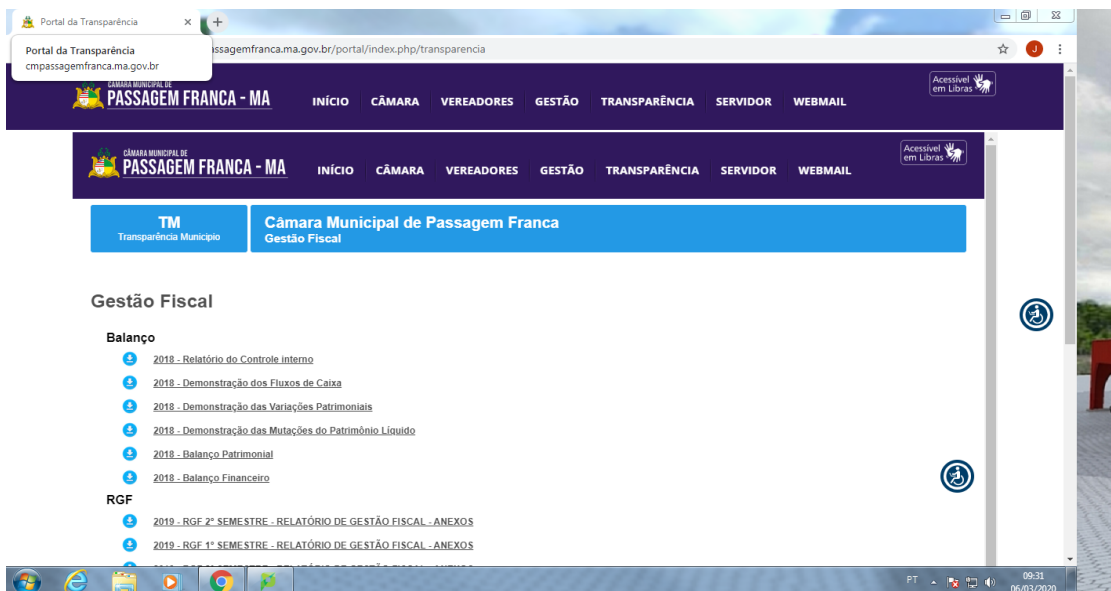 Portal da Transparência
Portal da Transparência
cmpassagemfranca.ma.gov.br
assagemfranca.ma.gov.br/portal/index.php/transparencia
J
CÂMARA MUNICIPAL DE
PASSAGEM FRANCA - MA
INÍCIO CÂMARA VEREADORES GESTÃO TRANSPARÊNCIA SERVIDOR WEBMAIL
Acessível
em Libras
CÂMARA MUNICIPAL DE
PASSAGEM FRANCA - MA
INÍCIO CÂMARA VEREADORES GESTÃO TRANSPARÊNCIA SERVIDOR WEBMAIL
Acessível
em Libras
TM
Transparência Municipio
Câmara Municipal de Passagem Franca
Gestão Fiscal
Gestão Fiscal
Balanço
2018 - Relatório do Controle interno
2018 - Demonstração dos Fluxos de Caixa
2018 - Demonstração das Variações Patrimoniais
2018 - Demonstração das Mutações do Patrimônio Líquido
2018 - Balanço Patrimonial
2018 - Balanço Financeiro
RGF
2019 - RGF 2º SEMESTRE - RELATÓRIO DE GESTÃO FISCAL - ANEXOS
2019 - RGF 1º SEMESTRE - RELATÓRIO DE GESTÃO FISCAL - ANEXOS
PT
09:31
06/03/2020